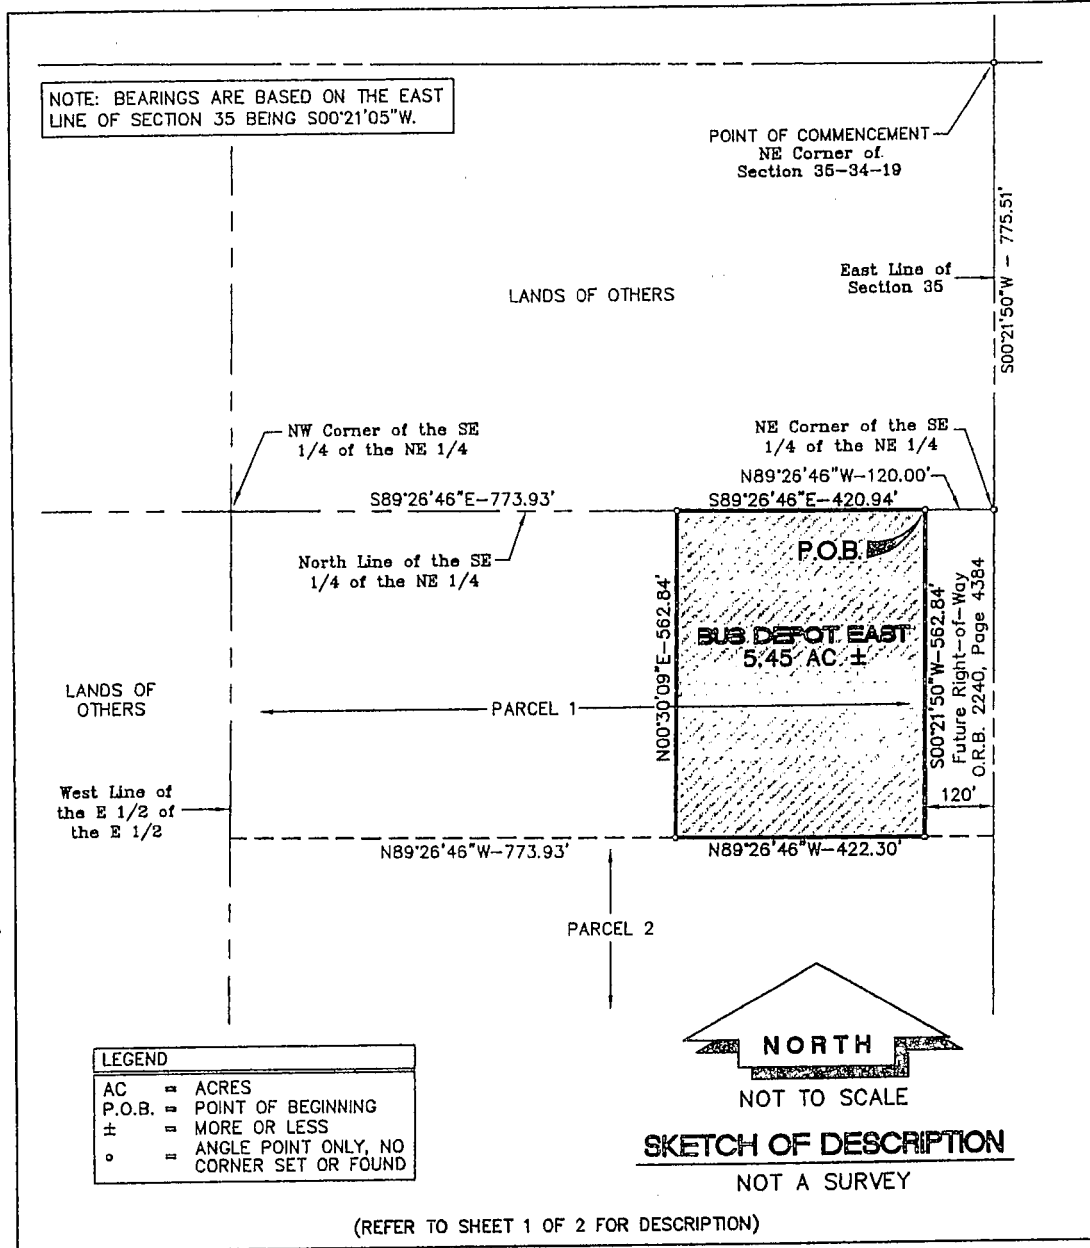 NOTE: BEARINGS ARE BASED ON THE EAST
LINE OF SECTION 35 BEING S00°21'05"W.
POINT OF COMMENCEMENT
NE Corner of
Section 35-34-19
S00°21'50"W - 775.51'
East Line of
Section 35
LANDS OF OTHERS
NW Corner of the SE
1/4 of the NE 1/4
NE Corner of the SE
1/4 of the NE 1/4
N89°26'46"W-120.00'
S89°26'46"E-773.93'
S89°26'46"E-420.94'
North Line of the SE
1/4 of the NE 1/4
P.O.B.
N00°30'09"E-562.84'
BUS DEPOT EAST
5.45 AC ±
S00°21'50"W-562.84'
Future Right-of-Way
O.R.B. 2240, Page 4384
LANDS OF
OTHERS
PARCEL 1
West Line of
the E 1/2 of
the E 1/2
120'
N89°26'46"W-773.93'
N89°26'46"W-422.30'
PARCEL 2
NORTH
NOT TO SCALE
LEGEND
AC = ACRES
P.O.B. = POINT OF BEGINNING
± = MORE OR LESS
o = ANGLE POINT ONLY, NO
CORNER SET OR FOUND
SKETCH OF DESCRIPTION
NOT A SURVEY
(REFER TO SHEET 1 OF 2 FOR DESCRIPTION)